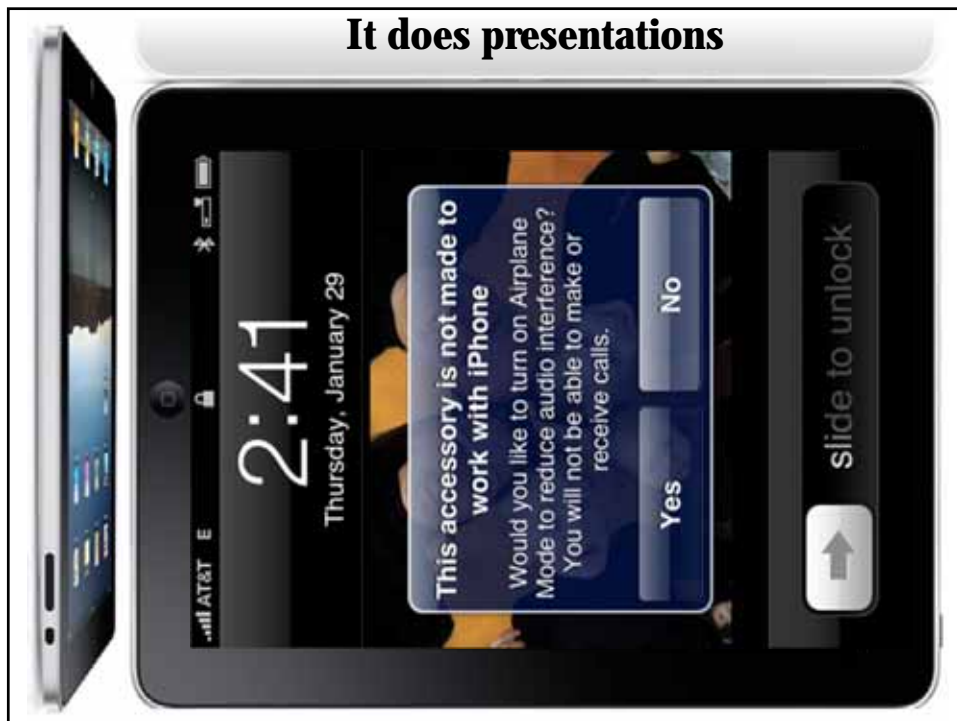 It does presentations
AT&T E
2:41
Thursday, January 29
This accessory is not made to
work with iPhone
Would you like to turn on Airplane
Mode to reduce audio interference?
You will not be able to make or
receive calls.
Yes No
slide to unlock